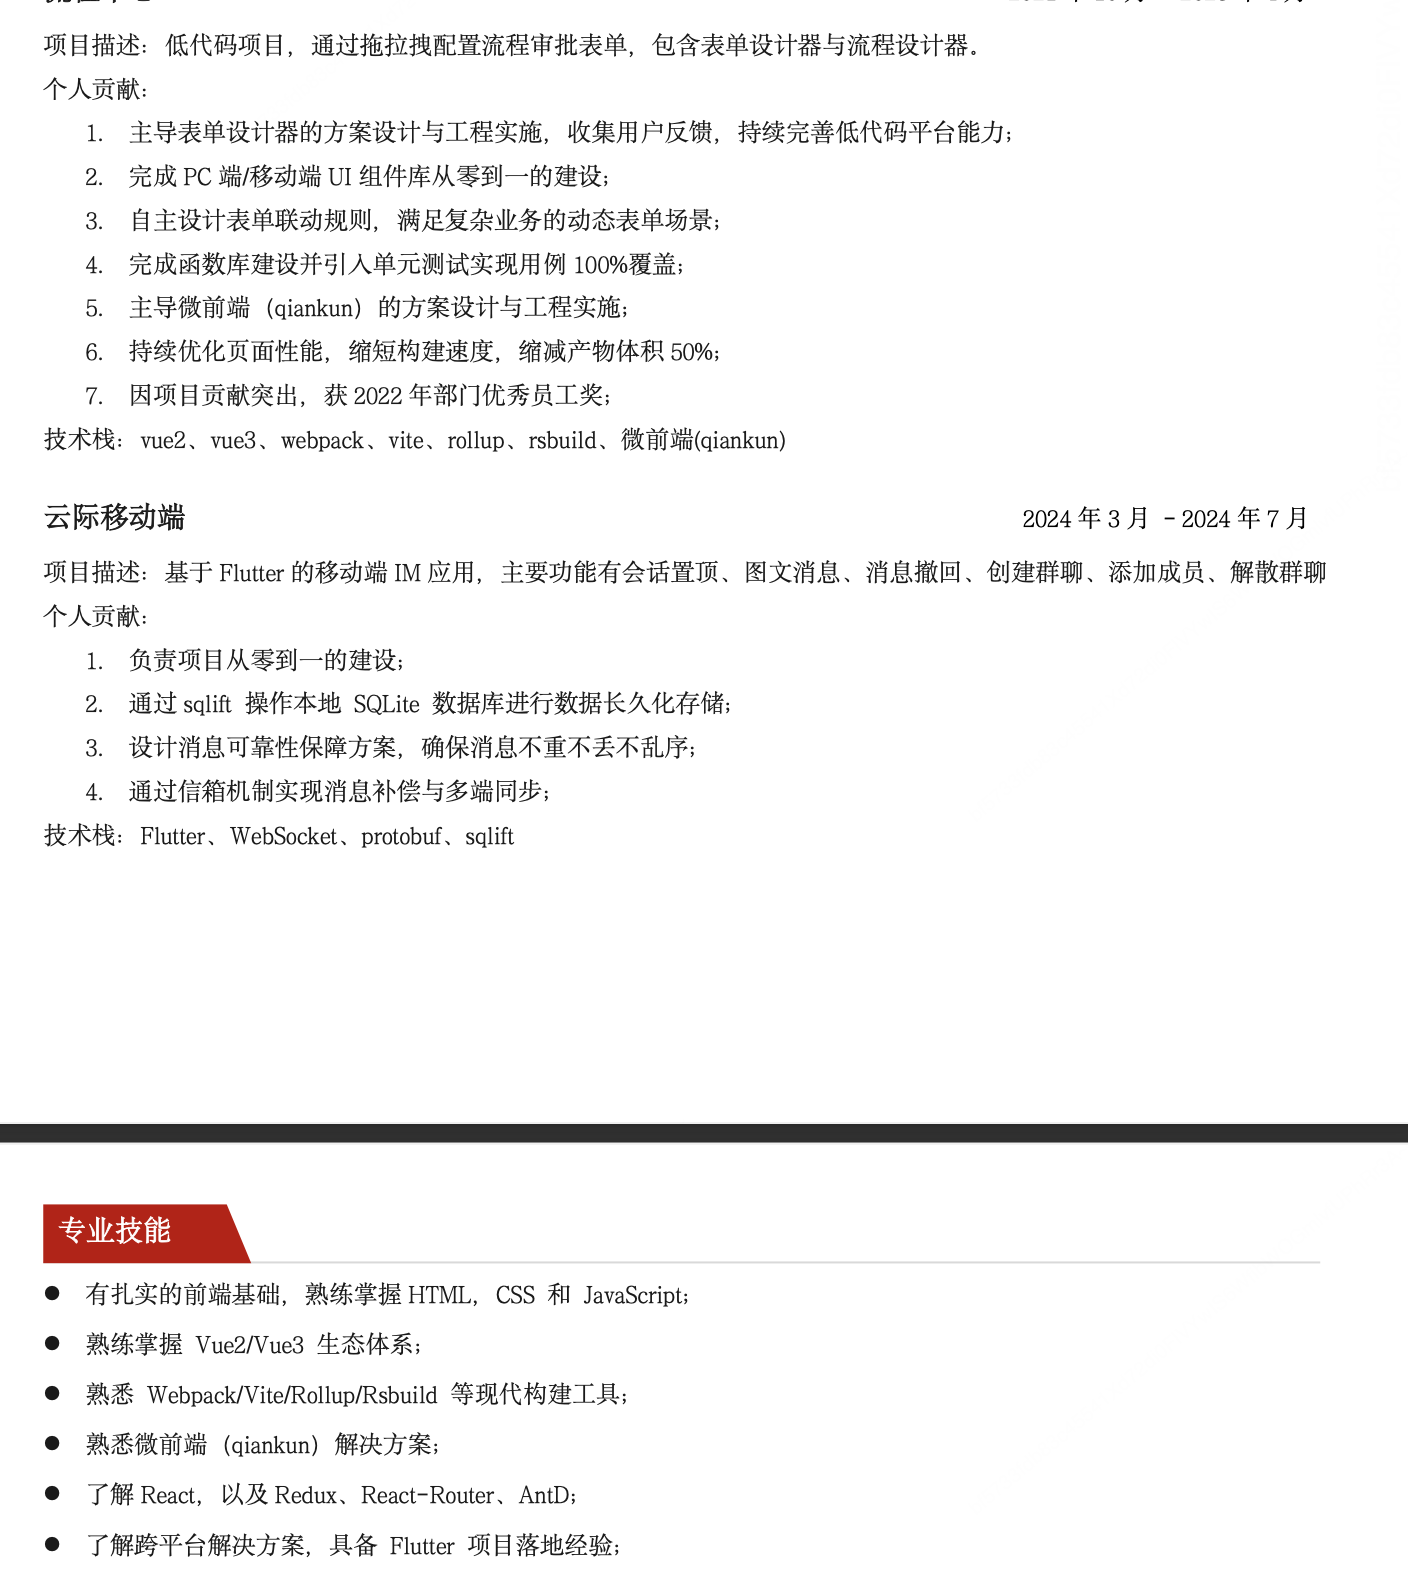 项目描述：低代码项目，通过拖拉拽配置流程审批表单，包含表单设计器与流程设计器。
个人贡献：
1. 主导表单设计器的方案设计与工程实施，收集用户反馈，持续完善低代码平台能力；
2. 完成 PC 端/移动端 UI 组件库从零到一的建设；
3. 自主设计表单联动规则，满足复杂业务的动态表单场景；
4. 完成函数库建设并引入单元测试实现用例 100%覆盖；
5. 主导微前端（qiankun）的方案设计与工程实施；
6. 持续优化页面性能，缩短构建速度，缩减产物体积 50%；
7. 因项目贡献突出，获 2022 年部门优秀员工奖；
技术栈：vue2、vue3、webpack、vite、rollup、rsbuild、微前端(qiankun)
云际移动端 2024 年 3 月 - 2024 年 7 月
项目描述：基于 Flutter 的移动端 IM 应用，主要功能有会话置顶、图文消息、消息撤回、创建群聊、添加成员、解散群聊
个人贡献：
1. 负责项目从零到一的建设；
2. 通过 sqlift 操作本地 SQLite 数据库进行数据长久化存储；
3. 设计消息可靠性保障方案，确保消息不重不丢不乱序；
4. 通过信箱机制实现消息补偿与多端同步；
技术栈：Flutter、WebSocket、protobuf、sqlift
专业技能
● 有扎实的前端基础，熟练掌握 HTML，CSS 和 JavaScript；
● 熟练掌握 Vue2/Vue3 生态体系；
● 熟悉 Webpack/Vite/Rollup/Rsbuild 等现代构建工具；
● 熟悉微前端（qiankun）解决方案；
● 了解 React，以及 Redux、React-Router、AntD；
● 了解跨平台解决方案，具备 Flutter 项目落地经验；